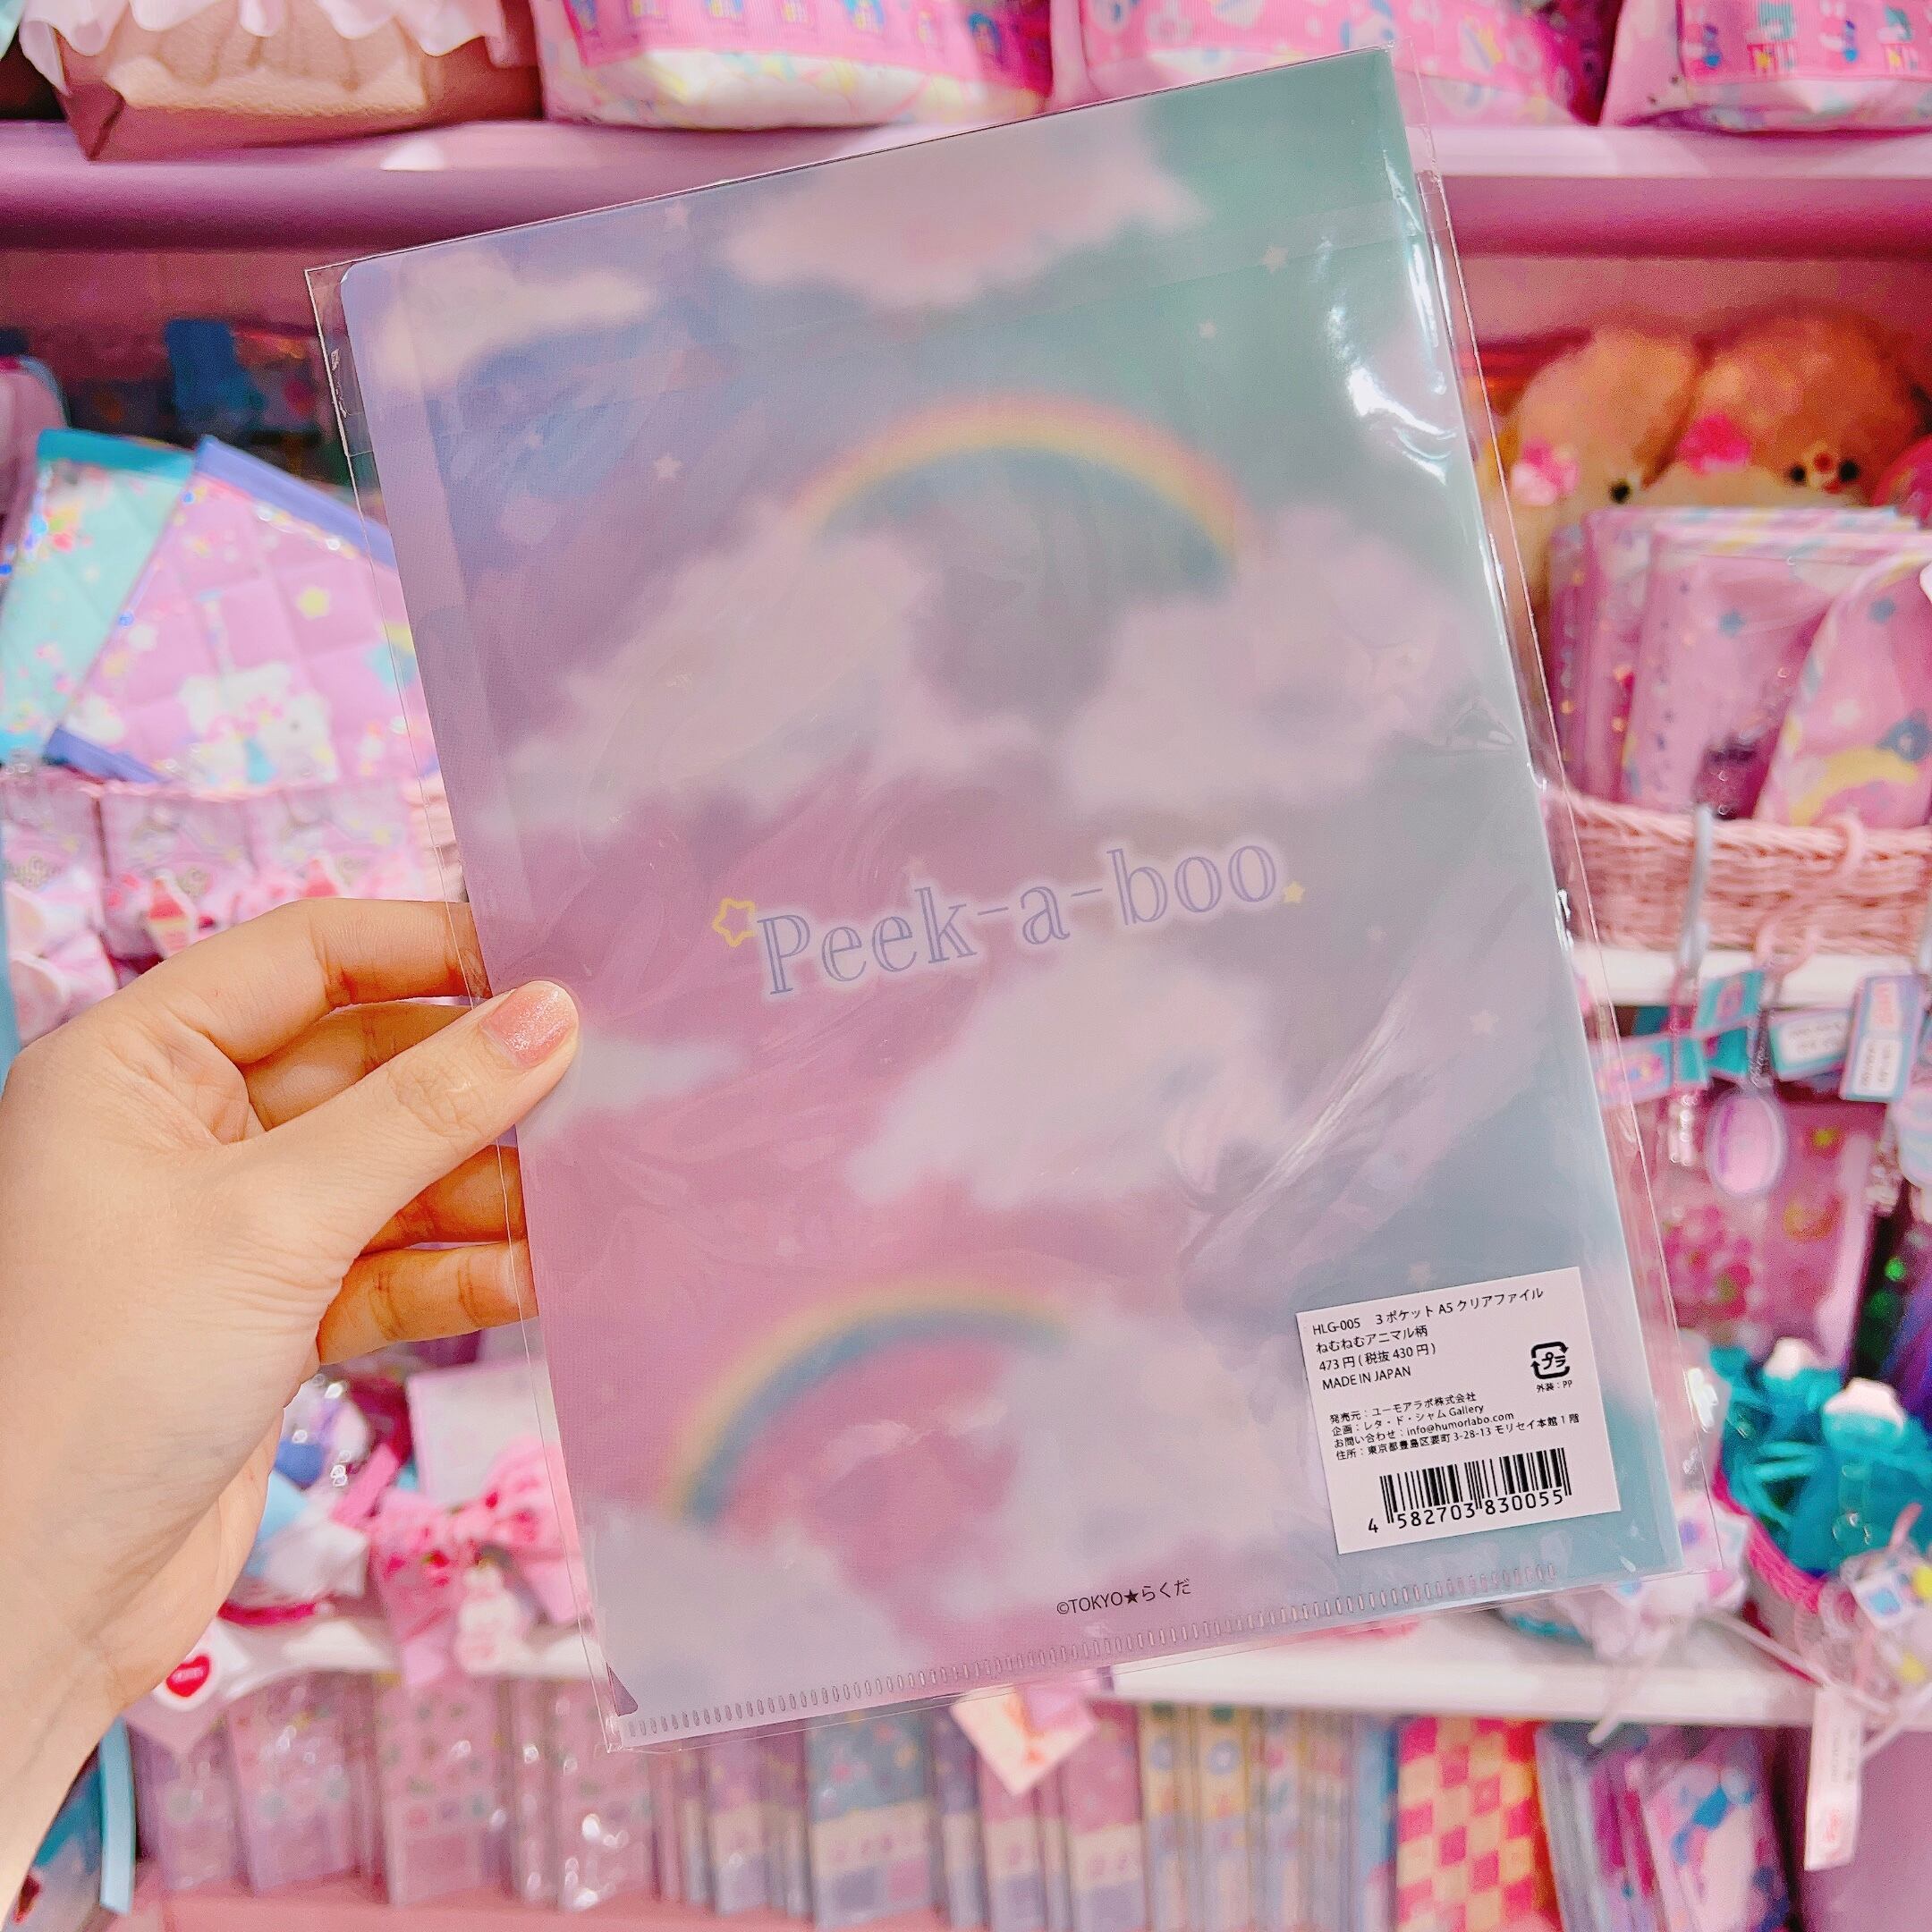 Peek-a-boo
HLG-005 3ポケットA5クリアファイル
ねむねむアニマル柄
473円(税抜430円)
MADE IN JAPAN
プラ
外装:PP
発売元:ユーモアラボ株式会社
企画:レタ・ド・シャム Gallery
お問い合わせ:info@humorlabo.com
住所:東京都豊島区要町3-28-13 モリセイ本館1階
4 582703 830055
©TOKYO★らくだ